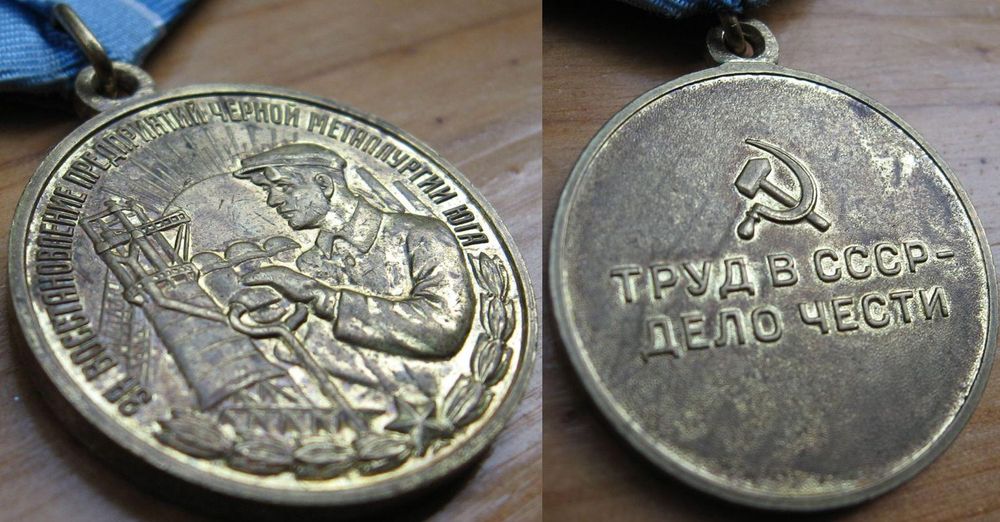 ЗА ВОССТАНОВЛЕНИЕ ПРЕДПРИЯТИЙ ЧЕРНОЙ МЕТАЛЛУРГИИ ЮГА
ТРУД В СССР-
ДЕЛО ЧЕСТИ